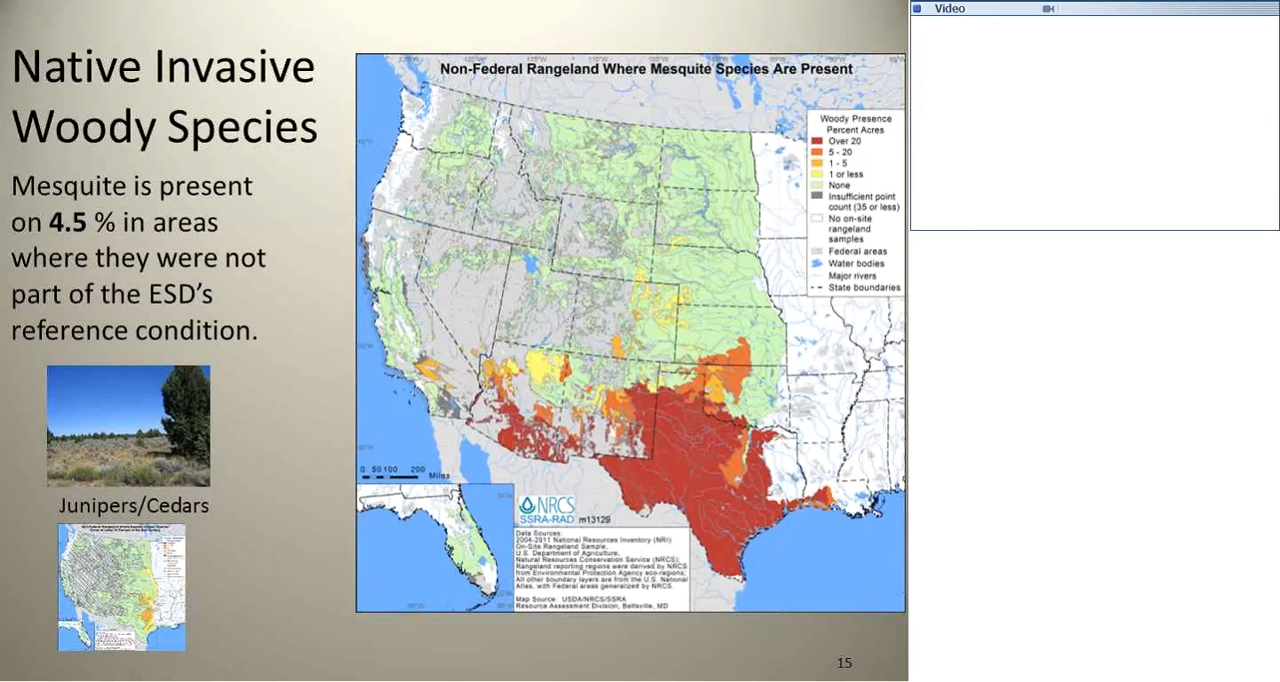 Native Invasive
Woody Species
Mesquite is present
on 4.5 % in areas
where they were not
part of the ESD's
reference condition.
Junipers/Cedars
Non-Federal Rangeland Where Mesquite Species Are Present
Woody Presence
Percent Acres
Over 20
5 - 20
1 - 5
1 or less
None
Insufficient point
count (35 or less)
No on-site
rangeland
samples
Federal areas
Water bodies
Major rivers
State boundaries
0 50 100 200
Miles
NRCS
SSRA-RAD m13129
Data Sources:
2004-2011 National Resources Inventory (NRI)
On-Site Rangeland Sample,
U.S. Department of Agriculture,
Natural Resources Conservation Service (NRCS);
Rangeland reporting regions were derived by NRCS
from Environmental Protection Agency eco-regions;
All other boundary layers are from the U.S. National
Atlas, with Federal areas generalized by NRCS.
Map Source: USDA/NRCS/SSRA
Resource Assessment Division, Beltsville, MD
15
Video